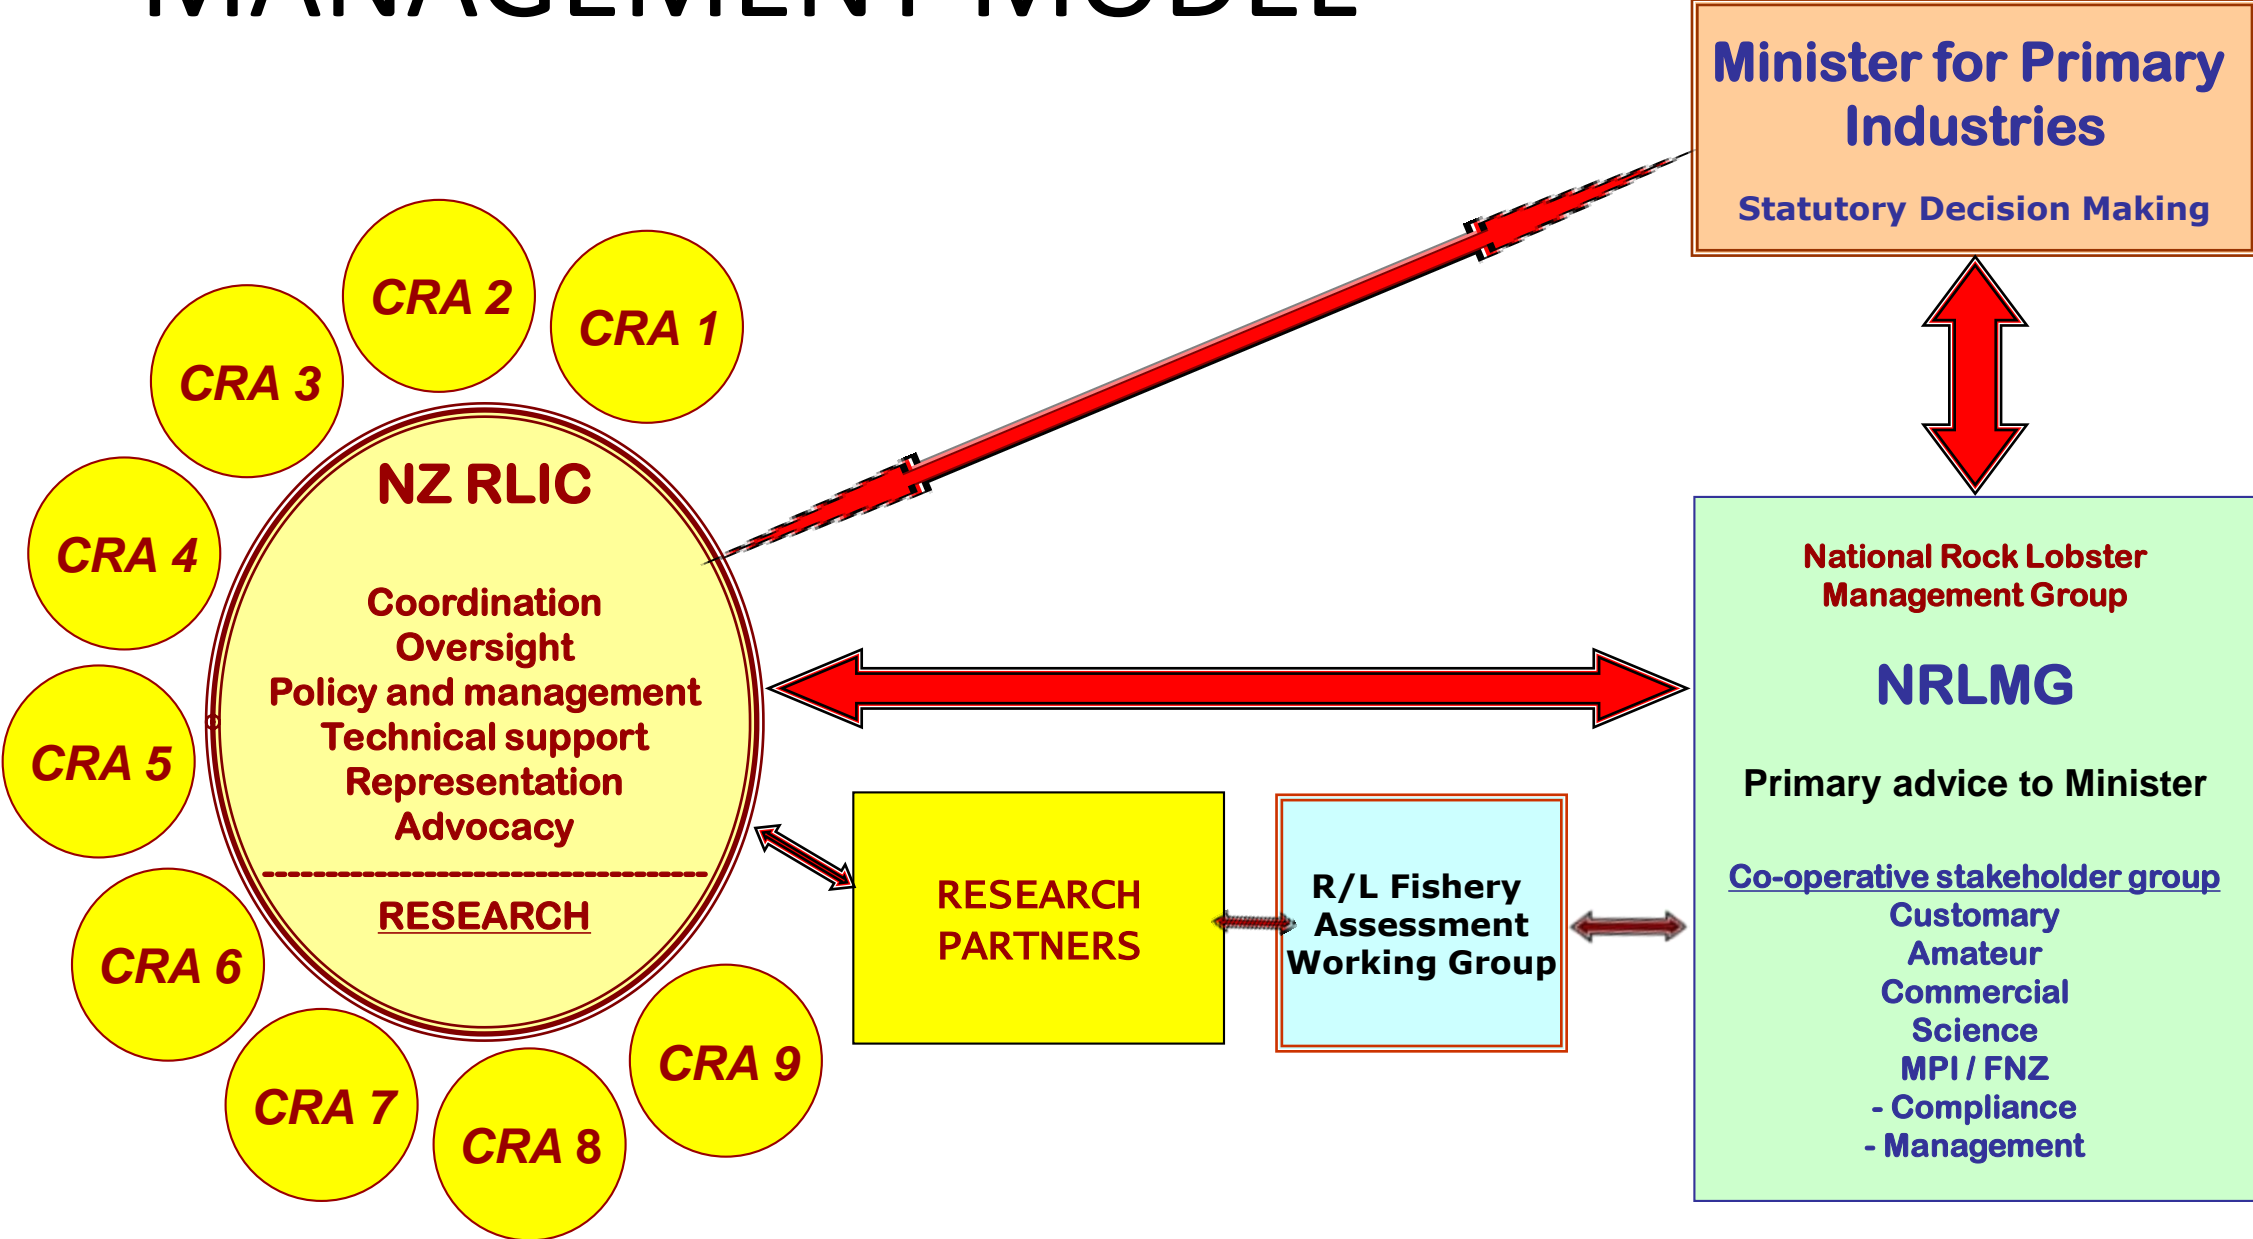 MANAGEMENT MODEL
Minister for Primary
Industries
Statutory Decision Making
CRA 1
CRA 2
CRA 3
CRA 4
CRA 5
CRA 6
CRA 7
CRA 8
CRA 9
NZ RLIC
Coordination
Oversight
Policy and management
Technical support
Representation
Advocacy
-----------------------------------
RESEARCH
RESEARCH
PARTNERS
R/L Fishery
Assessment
Working Group
National Rock Lobster
Management Group
NRLMG
Primary advice to Minister
Co-operative stakeholder group
Customary
Amateur
Commercial
Science
MPI / FNZ
- Compliance
- Management